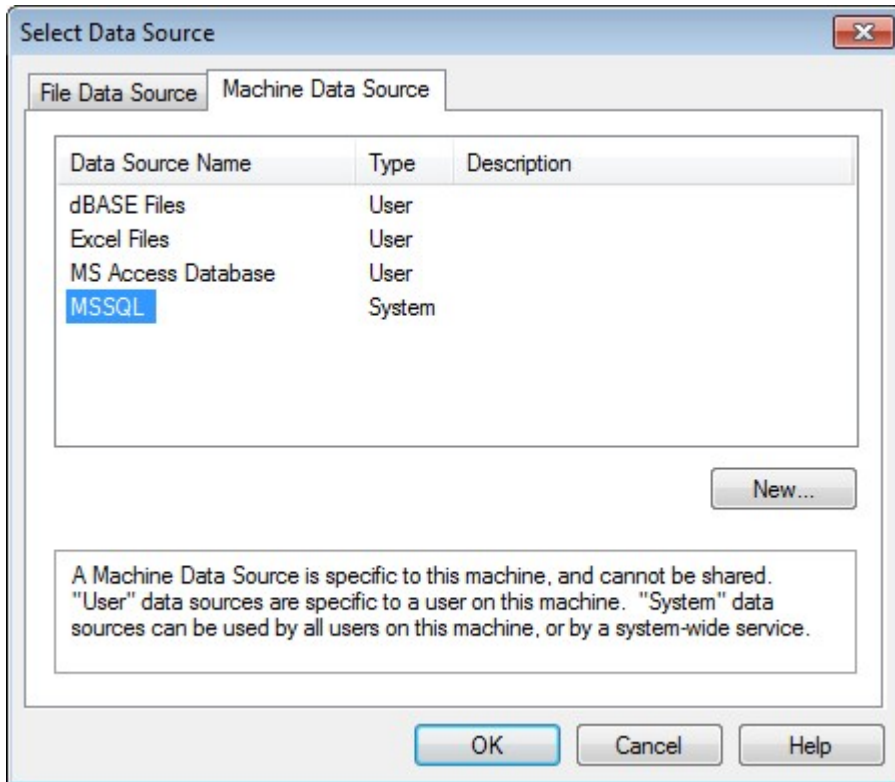 Select Data Source
File Data Source Machine Data Source
Data Source Name Type Description
dBASE Files User
Excel Files User
MS Access Database User
MSSQL System
New...
A Machine Data Source is specific to this machine, and cannot be shared.
"User" data sources are specific to a user on this machine.  "System" data
sources can be used by all users on this machine, or by a system-wide service.
OK Cancel Help